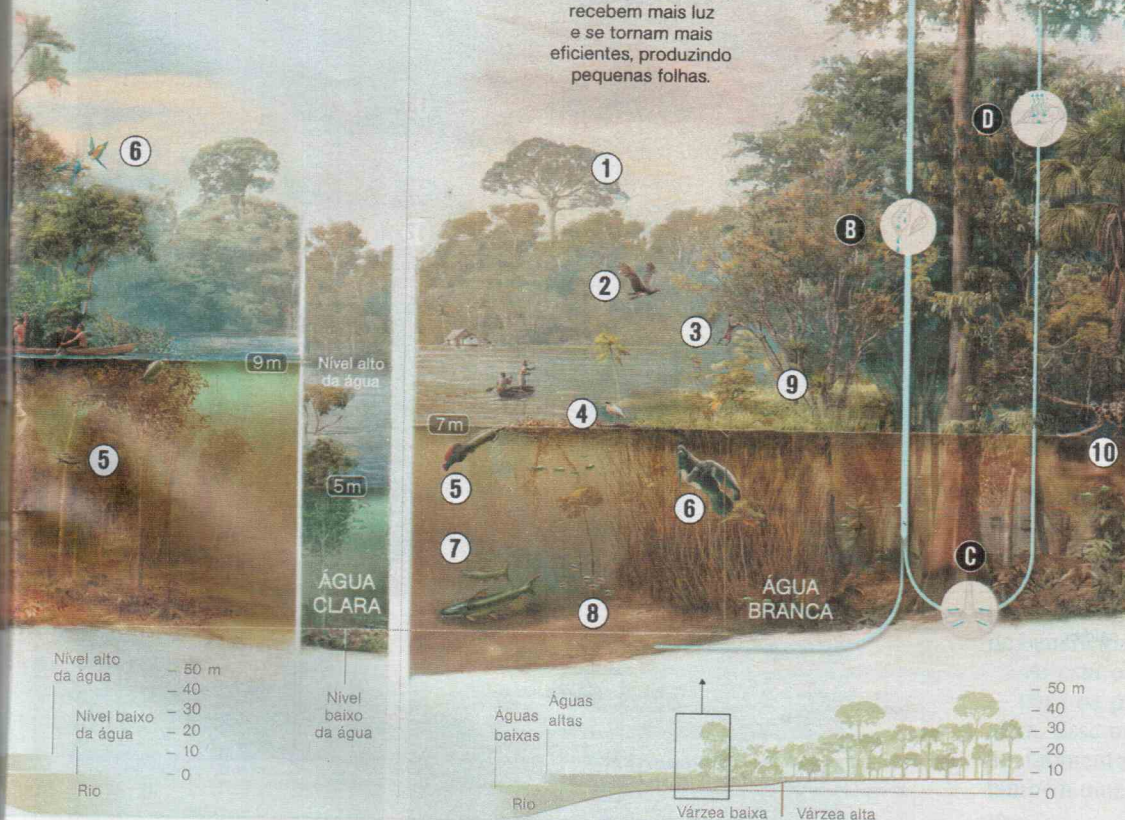 recebem mais luz
e se tornam mais
eficientes, produzindo
pequenas folhas.
6
9m
5
Nível alto
da água
5m
ÁGUA
CLARA
1
2
3
9
4
7m
5
6
7
8
ÁGUA
BRANCA
B
D
C
10
Nível alto
da água
Nível baixo
da água
50 m
40
30
20
10
0
Rio
Nível
baixo
da água
Águas
baixas
Águas
altas
Rio
Várzea baixa
Várzea alta
50 m
40
30
20
10
0